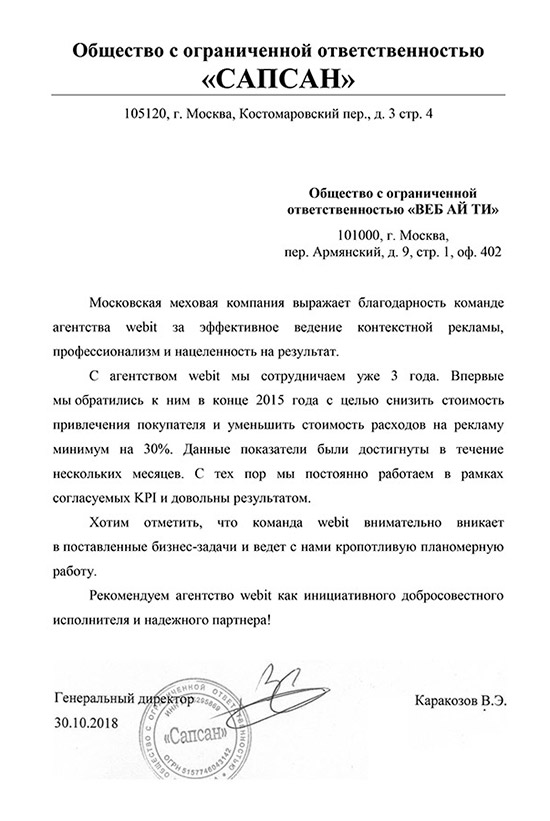 Общество с ограниченной ответственностью
«САПСАН»
105120, г. Москва, Костомаровский пер., д. 3 стр. 4
Общество с ограниченной
ответственностью «ВЕБ АЙ ТИ»
101000, г. Москва,
пер. Армянский, д. 9, стр. 1, оф. 402
Московская меховая компания выражает благодарность команде
агентства webit за эффективное ведение контекстной рекламы,
профессионализм и нацеленность на результат.
С агентством webit мы сотрудничаем уже 3 года. Впервые
мы обратились к ним в конце 2015 года с целью снизить стоимость
привлечения покупателя и уменьшить стоимость расходов на рекламу
минимум на 30%. Данные показатели были достигнуты в течение
нескольких месяцев. С тех пор мы постоянно работаем в рамках
согласуемых KPI и довольны результатом.
Хотим отметить, что команда webit внимательно вникает
в поставленные бизнес-задачи и ведет с нами кропотливую планомерную
работу.
Рекомендуем агентство webit как инициативного добросовестного
исполнителя и надежного партнера!
Генеральный директор
Каракозов В.Э.
30.10.2018
ОБЩЕСТВО С ОГРАНИЧЕННОЙ ОТВЕТСТВЕННОСТЬЮ
ИНН
«Сапсан»
ОГРН 5157746043142